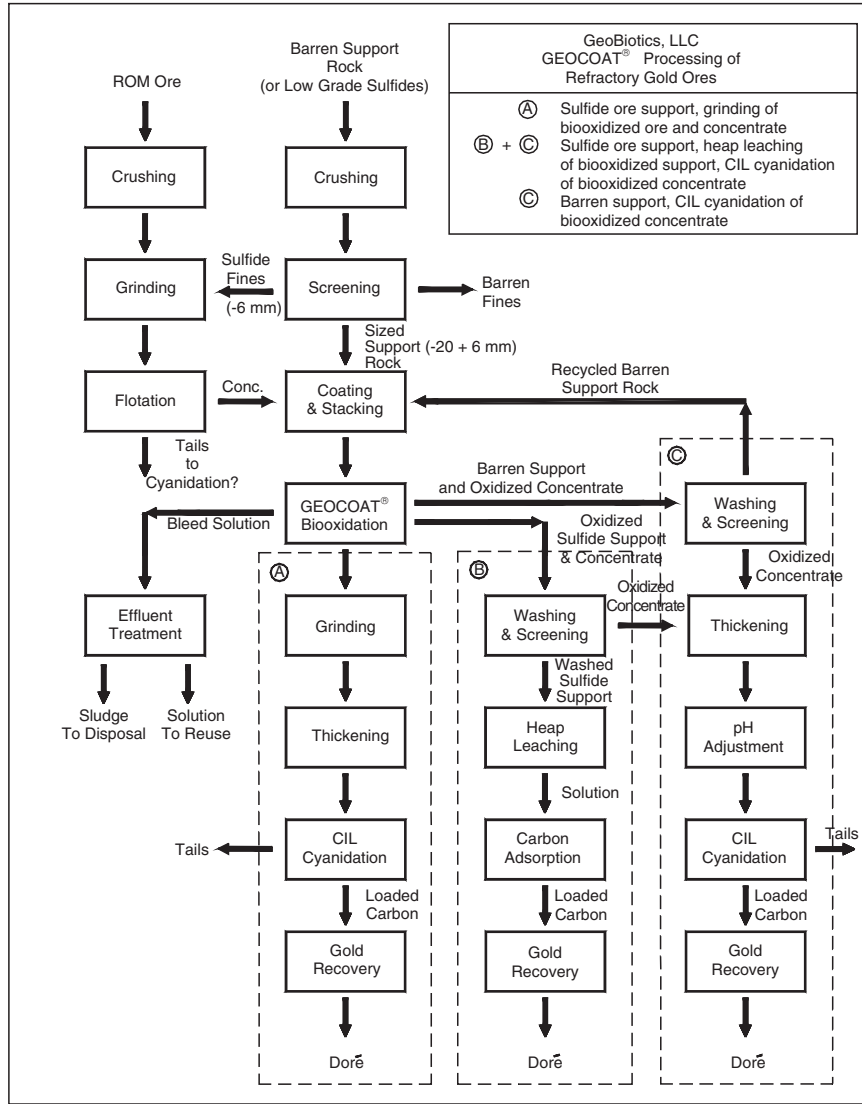 GeoBiotics, LLC
GEOCOAT® Processing of
Refractory Gold Ores
Ⓐ Sulfide ore support, grinding of
biooxidized ore and concentrate
Ⓑ + Ⓒ Sulfide ore support, heap leaching
of biooxidized support, CIL cyanidation
of biooxidized concentrate
Ⓒ Barren support, CIL cyanidation of
biooxidized concentrate
ROM Ore
Barren Support
Rock
(or Low Grade Sulfides)
Crushing
Crushing
Grinding
Sulfide
Fines
(-6 mm)
Screening
Barren
Fines
Sized
Support (-20 + 6 mm)
Rock
Flotation
Conc.
Coating
& Stacking
Recycled Barren
Support Rock
Tails
to
Cyanidation?
GEOCOAT®
Biooxidation
Bleed Solution
Barren Support
and Oxidized Concentrate
Oxidized
Sulfide Support
& Concentrate
Ⓒ
Washing
& Screening
Oxidized
Concentrate
Effluent
Treatment
Sludge
To Disposal
Solution
To Reuse
Ⓐ
Grinding
Thickening
Tails
CIL
Cyanidation
Loaded
Carbon
Gold
Recovery
Doré
Ⓑ
Washing
& Screening
Oxidized
Concentrate
Washed
Sulfide
Support
Heap
Leaching
Solution
Carbon
Adsorption
Loaded
Carbon
Gold
Recovery
Doré
Thickening
pH
Adjustment
CIL
Cyanidation
Tails
Loaded
Carbon
Gold
Recovery
Doré